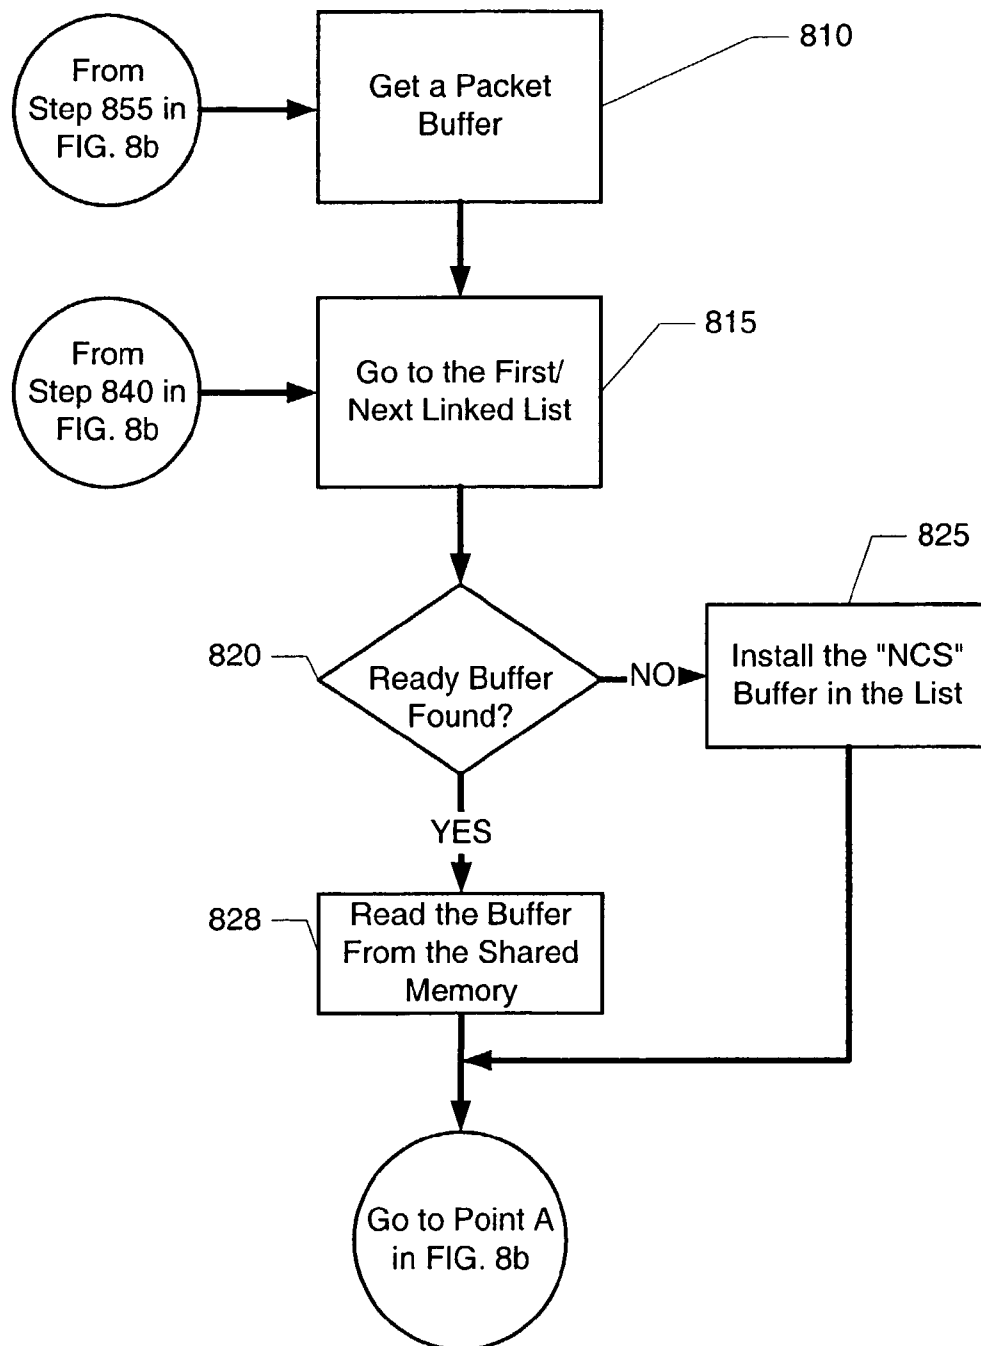 From
Step 855 in
FIG. 8b
Get a Packet
Buffer
810
From
Step 840 in
FIG. 8b
Go to the First/
Next Linked List
815
820
Ready Buffer
Found?
NO
825
Install the "NCS"
Buffer in the List
YES
828
Read the Buffer
From the Shared
Memory
Go to Point A
in FIG. 8b